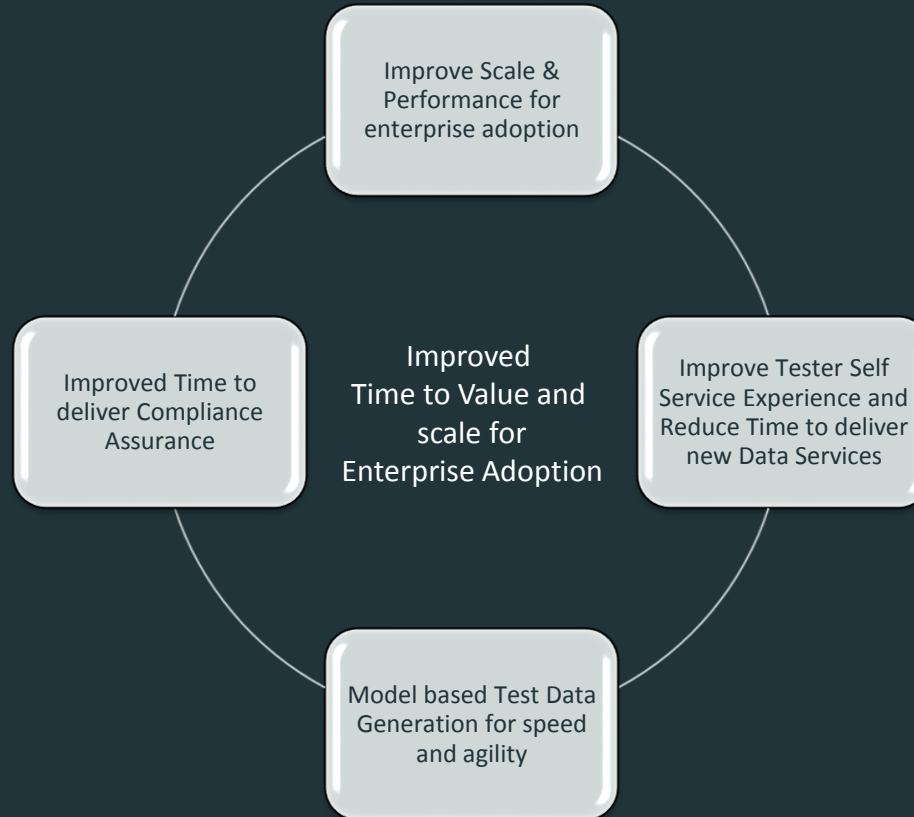 Improve Scale &
Performance for
enterprise adoption
Improved Time to
deliver Compliance
Assurance
Improved
Time to Value and
scale for
Enterprise Adoption
Improve Tester Self
Service Experience and
Reduce Time to deliver
new Data Services
Model based Test Data
Generation for speed
and agility